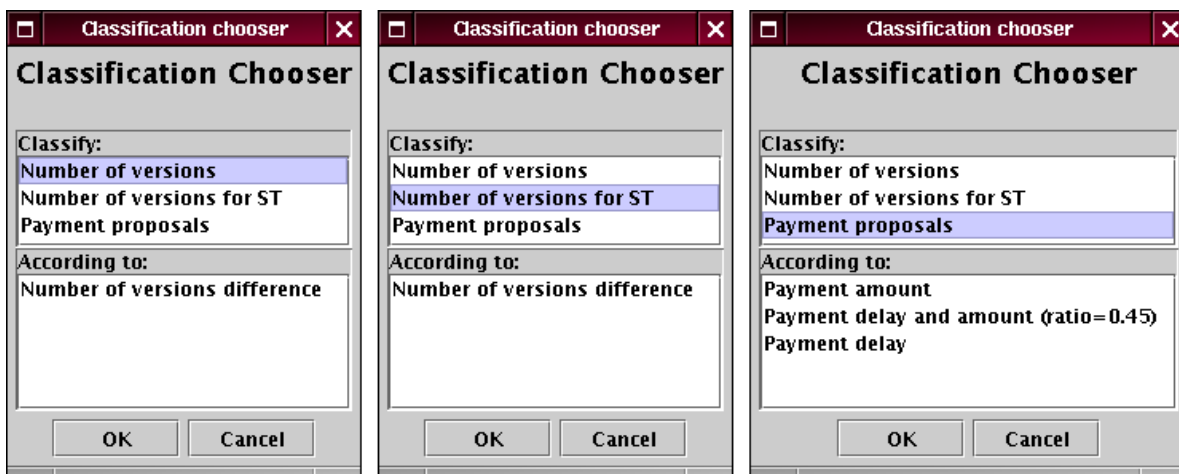 Classification chooser
Classification Chooser
Classify:
Number of versions
Number of versions for ST
Payment proposals
According to:
Number of versions difference
OK
Cancel
Classification chooser
Classification Chooser
Classify:
Number of versions
Number of versions for ST
Payment proposals
According to:
Number of versions difference
OK
Cancel
Classification chooser
Classification Chooser
Classify:
Number of versions
Number of versions for ST
Payment proposals
According to:
Payment amount
Payment delay and amount (ratio=0.45)
Payment delay
OK
Cancel